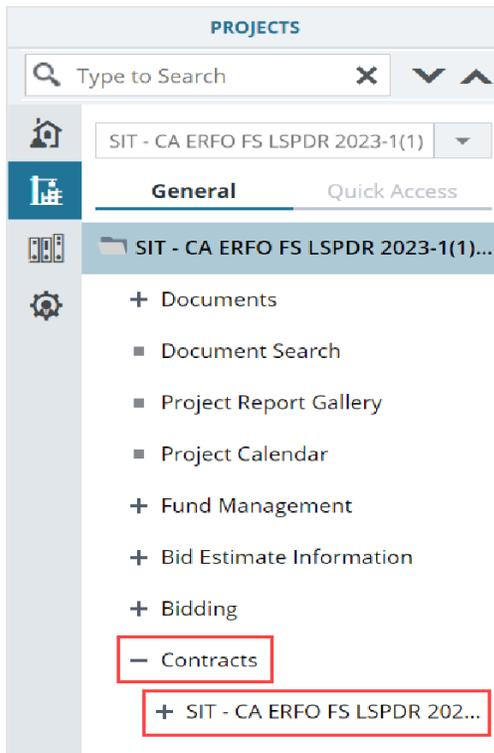 PROJECTS
Type to Search
SIT - CA ERFO FS LSPDR 2023-1(1)
General Quick Access
SIT - CA ERFO FS LSPDR 2023-1(1)...
Documents
Document Search
Project Report Gallery
Project Calendar
Fund Management
Bid Estimate Information
Bidding
Contracts
SIT - CA ERFO FS LSPDR 202...